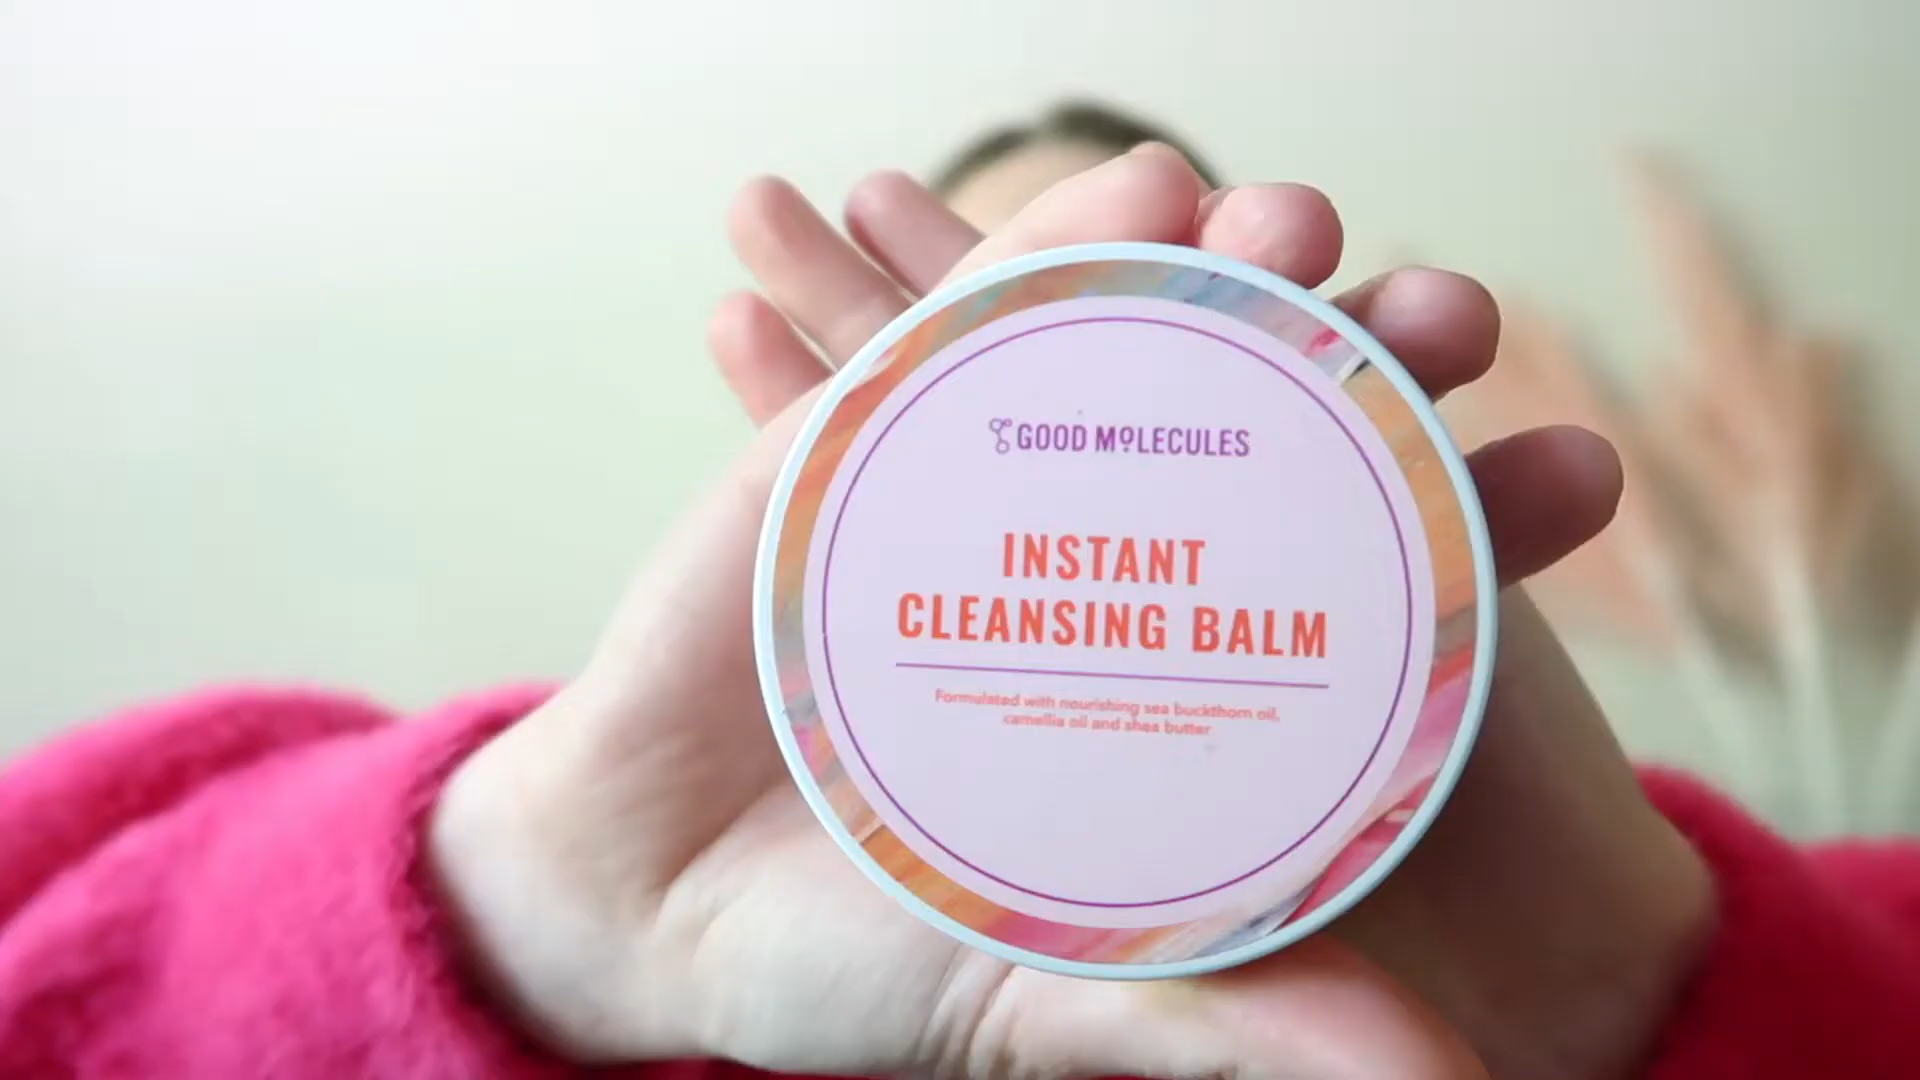 GOOD MOLECULES
INSTANT
CLEANSING BALM
Formulated with nourishing sea buckthorn oil,
camellia oil and shea butter.